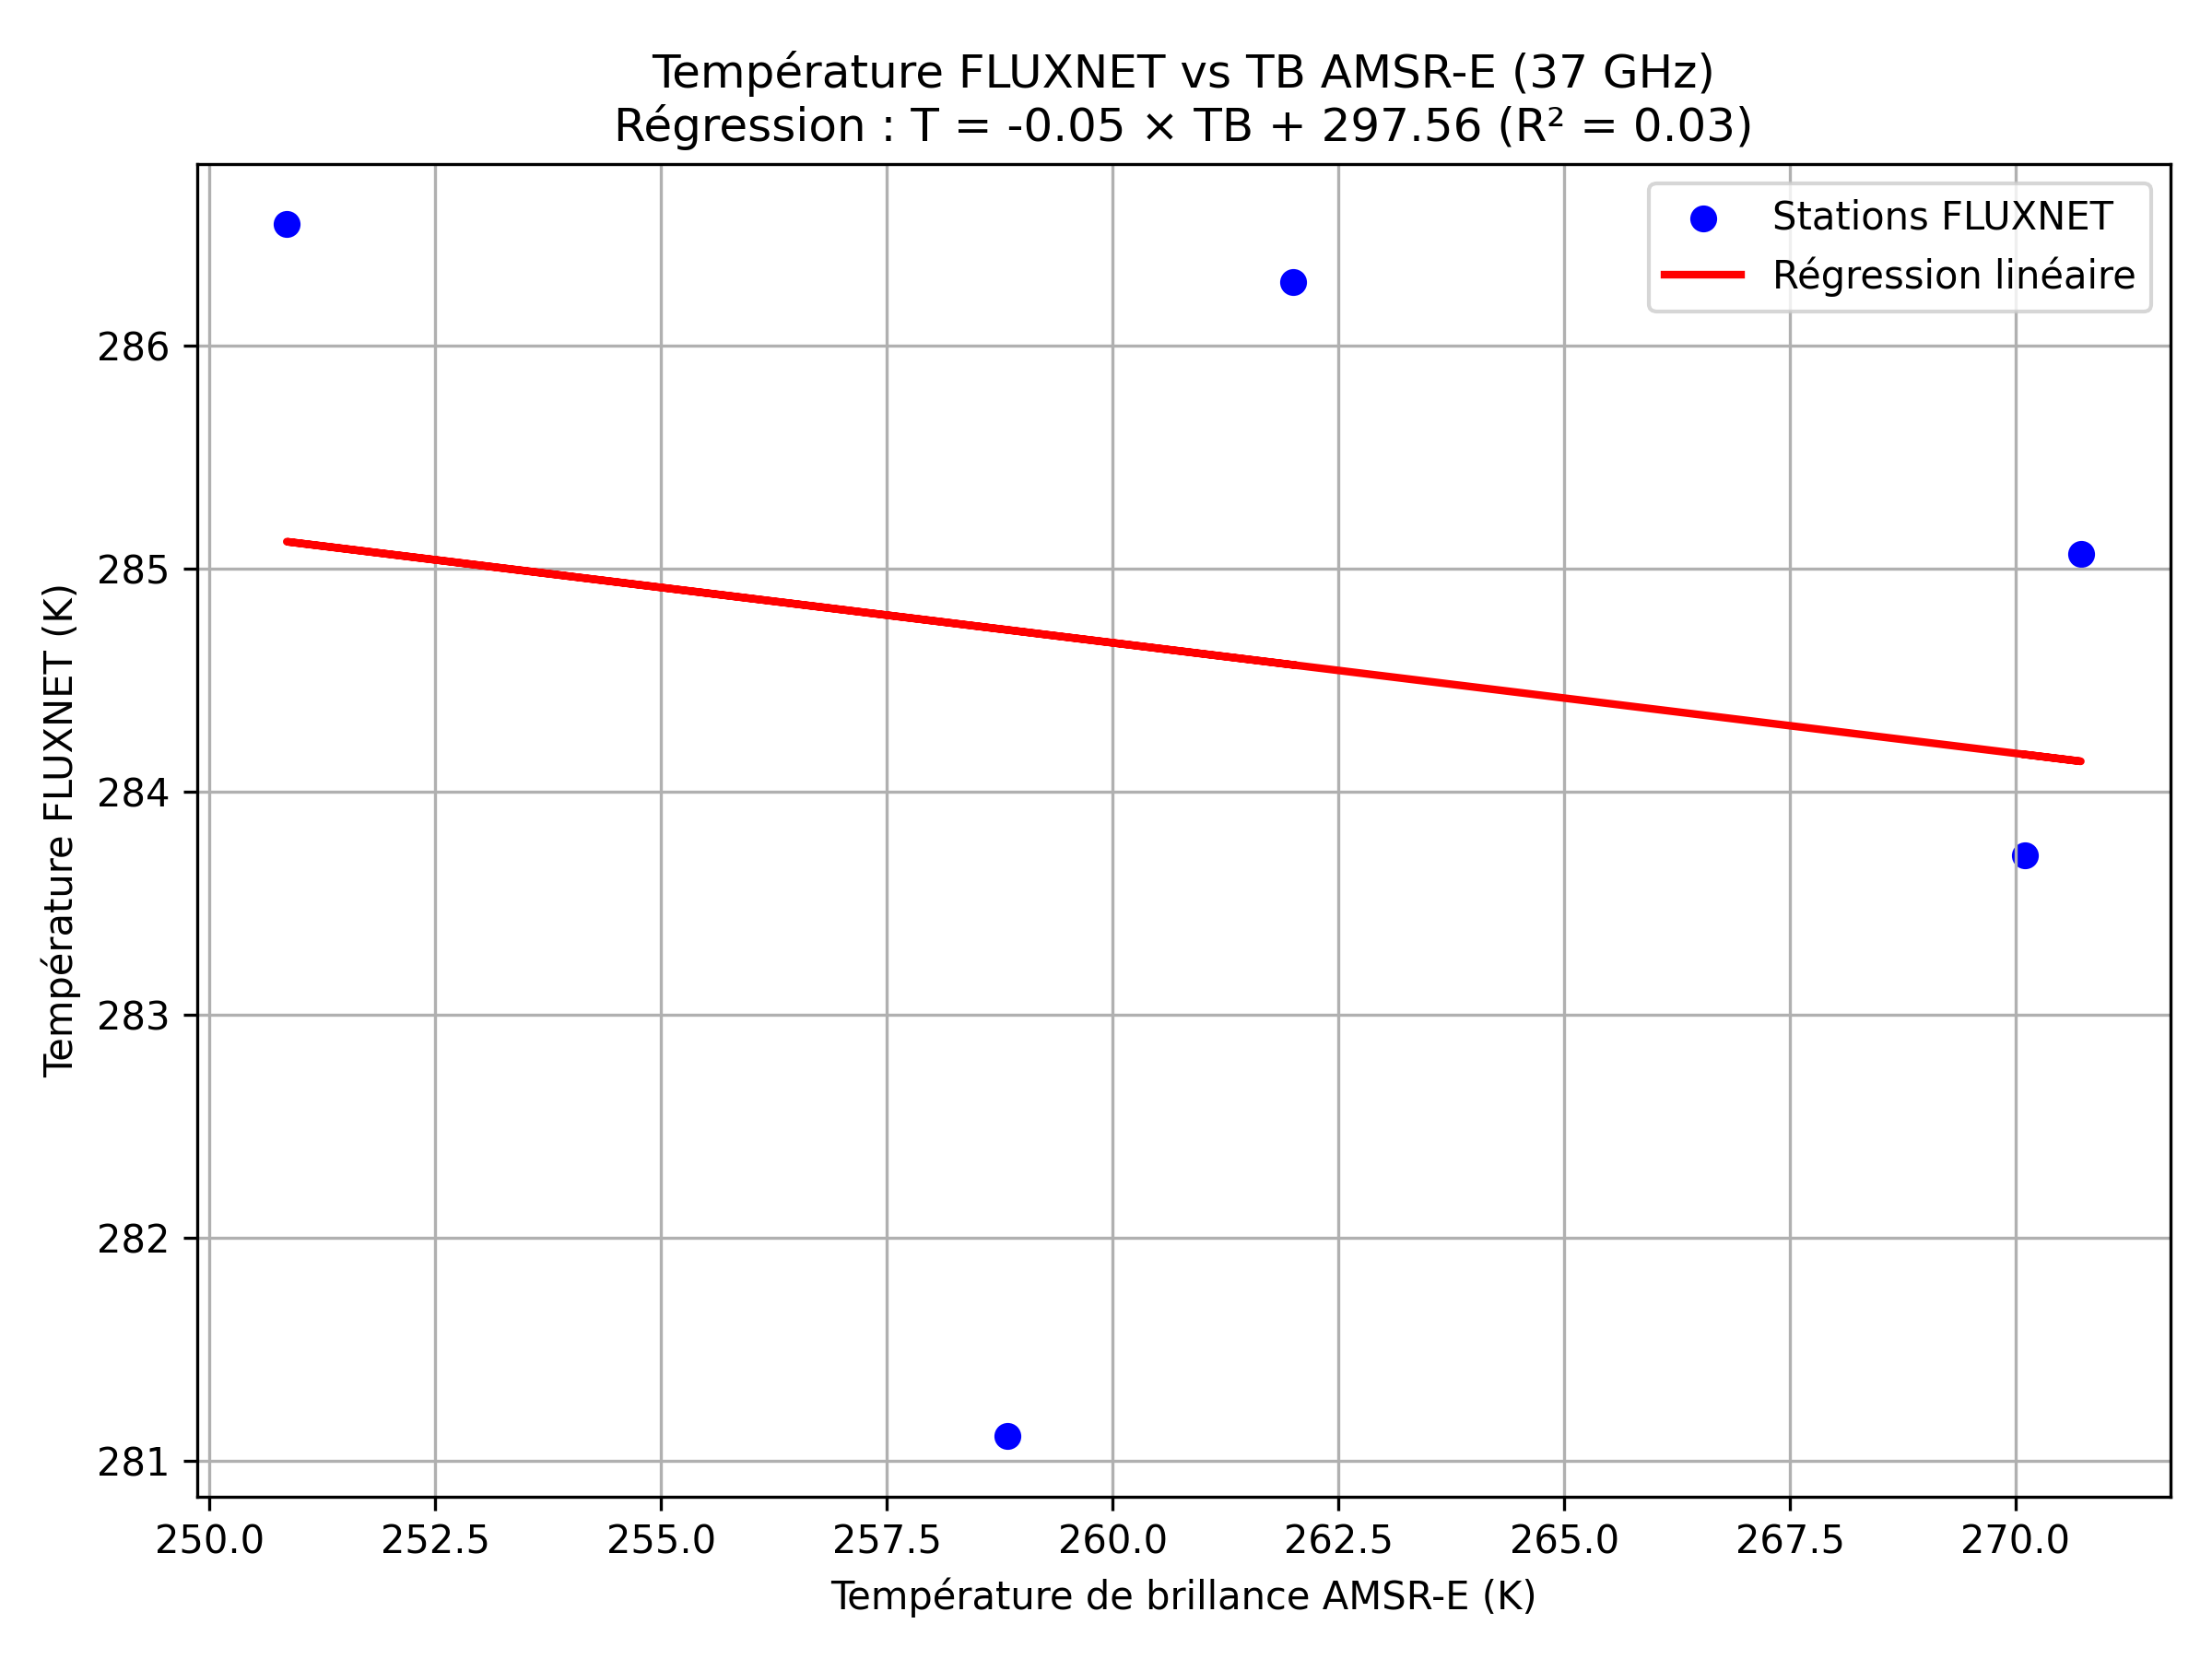 Température FLUXNET vs TB AMSR-E (37 GHz)
Régression : T = -0.05 × TB + 297.56 (R² = 0.03)
Stations FLUXNET
Régression linéaire
Température FLUXNET (K)
286
285
284
283
282
281
250.0 252.5 255.0 257.5 260.0 262.5 265.0 267.5 270.0
Température de brillance AMSR-E (K)